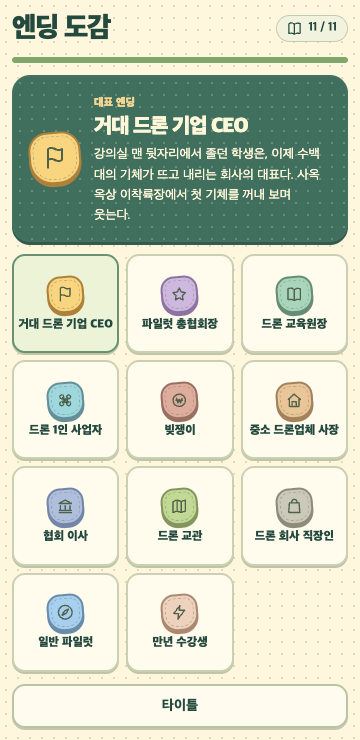 엔딩 도감
11 / 11
대표 엔딩
거대 드론 기업 CEO
강의실 맨 뒷자리에서 졸던 학생은, 이제 수백
대의 기체가 뜨고 내리는 회사의 대표다. 사옥
옥상 이착륙장에서 첫 기체를 꺼내 보며
웃는다.
거대 드론 기업 CEO
파일럿 총협회장
드론 교육원장
드론 1인 사업자
빚쟁이
중소 드론업체 사장
협회 이사
드론 교관
드론 회사 직장인
일반 파일럿
만년 수강생
타이틀